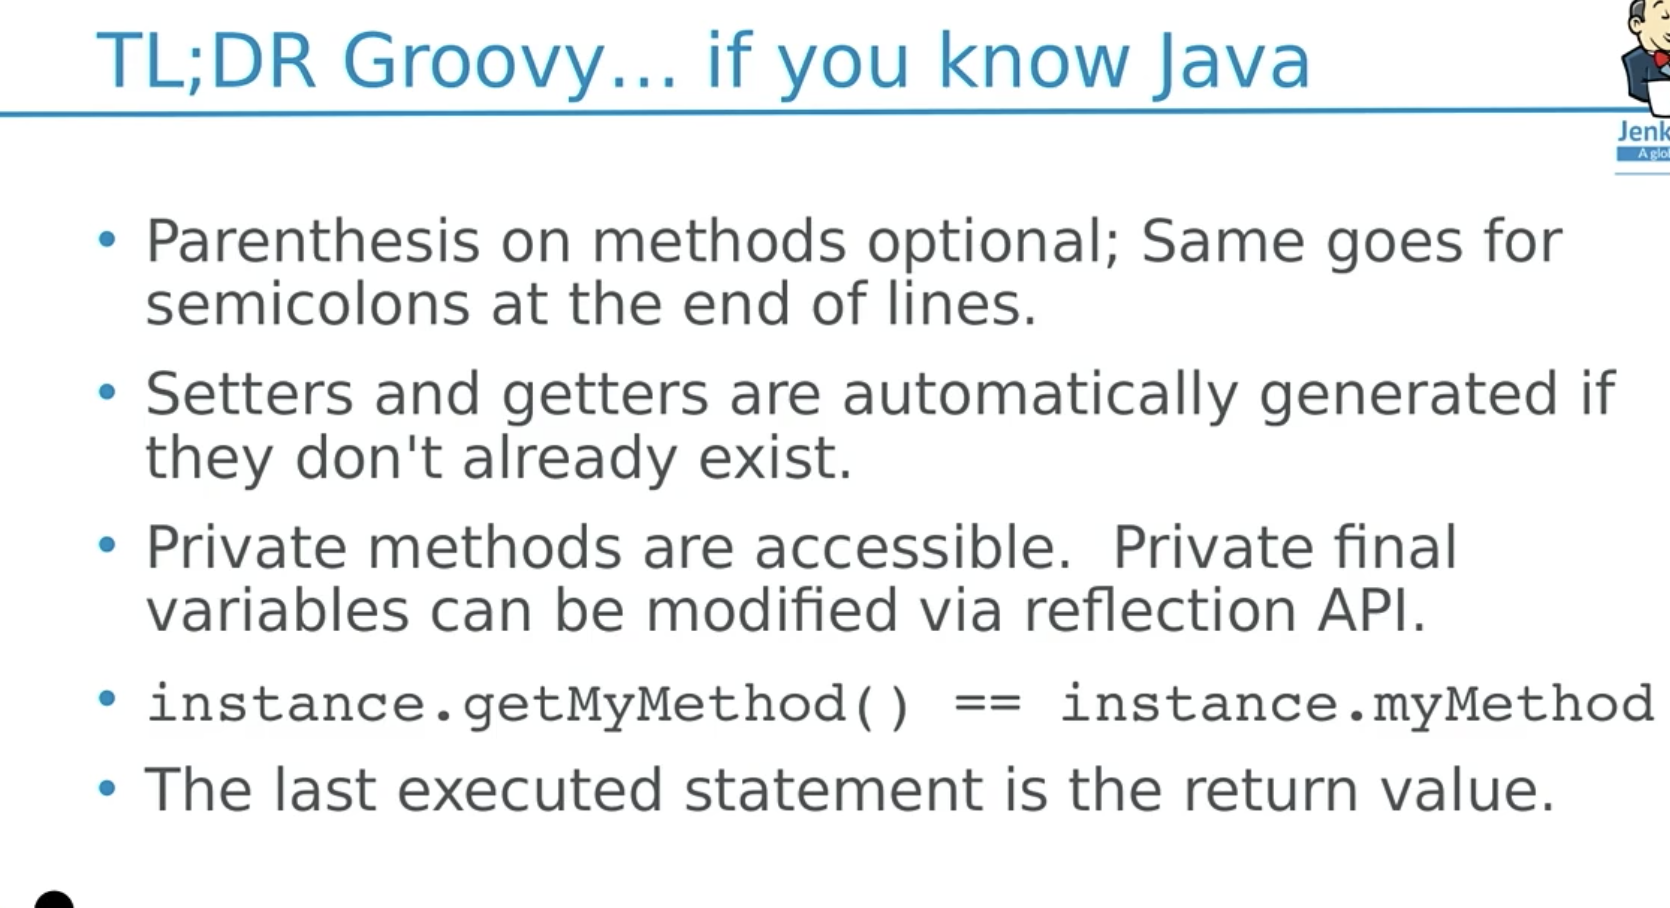 TL;DR Groovy... if you know Java
Jenk
A glo
• Parenthesis on methods optional; Same goes for
semicolons at the end of lines.
• Setters and getters are automatically generated if
they don't already exist.
• Private methods are accessible.  Private final
variables can be modified via reflection API.
• instance.getMyMethod() == instance.myMethod
• The last executed statement is the return value.